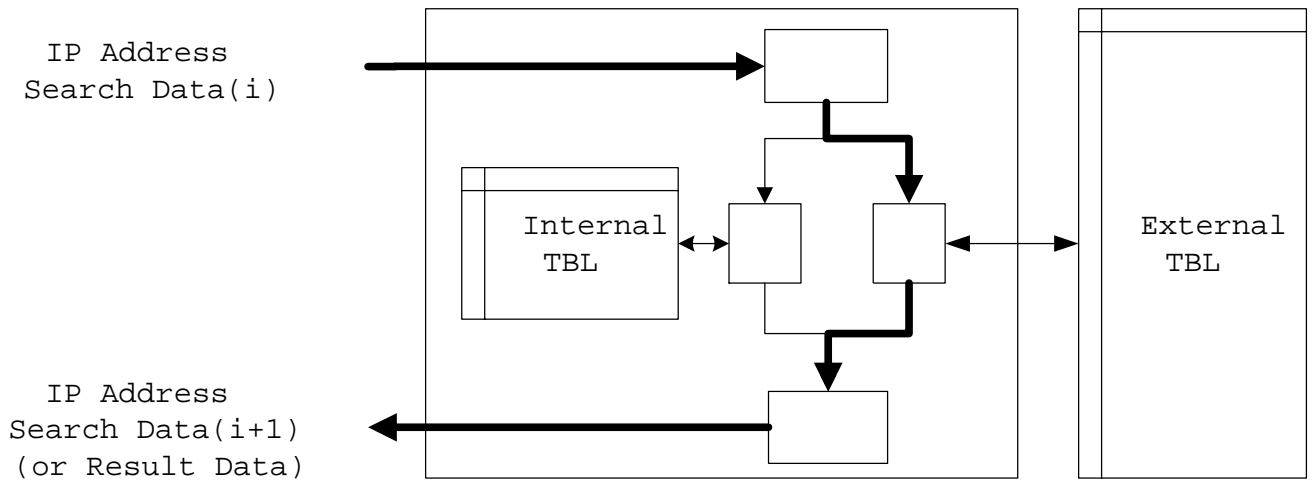 IP Address
Search Data(i)
Internal
TBL
External
TBL
IP Address
Search Data(i+1)
(or Result Data)